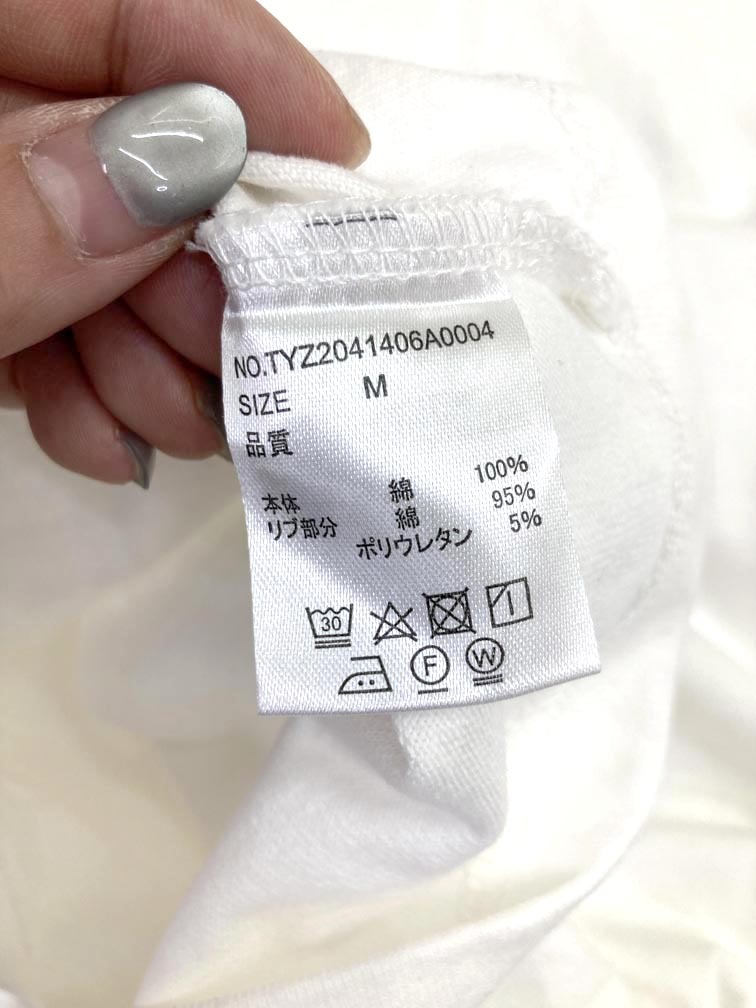 NO.TYZ2041406A0004
SIZE M
品質
本体 綿 100%
リブ部分 綿 95%
ポリウレタン 5%
30
F W